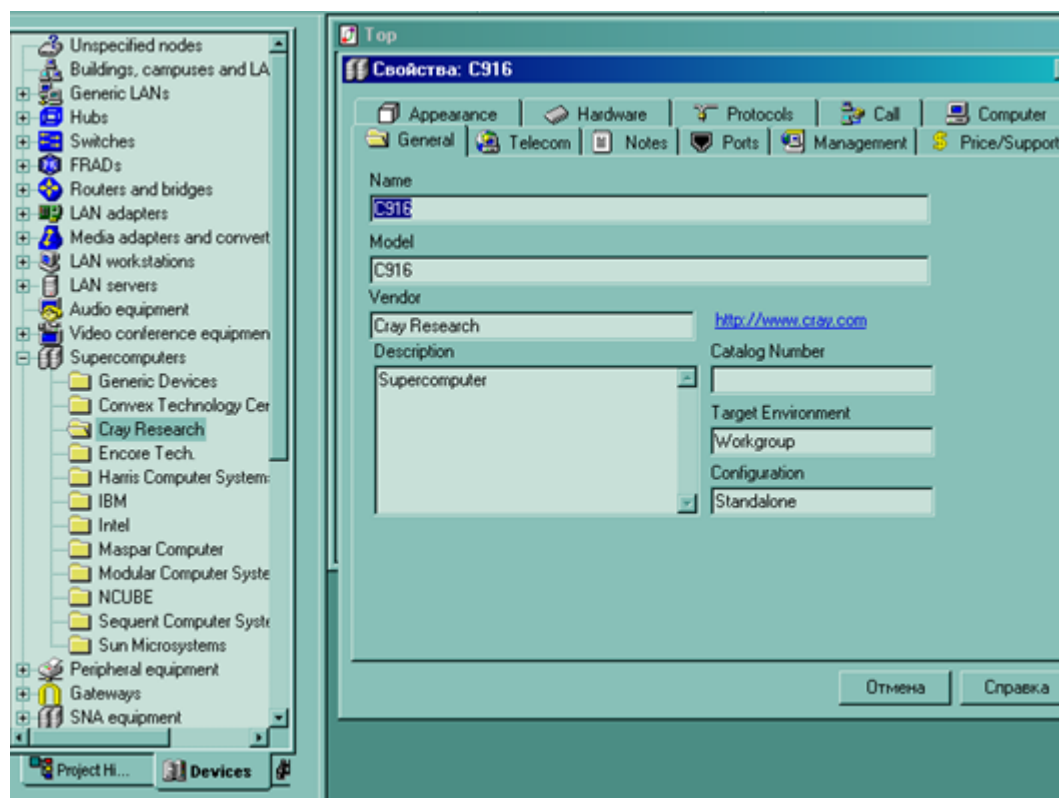 Unspecified nodes
Buildings, campuses and LA
Generic LANs
Hubs
Switches
FRADs
Routers and bridges
LAN adapters
Media adapters and convert
LAN workstations
LAN servers
Audio equipment
Video conference equipmen
Supercomputers
Generic Devices
Convex Technology Cer
Cray Research
Encore Tech.
Harris Computer System
IBM
Intel
Maspar Computer
Modular Computer Syste
NCUBE
Sequent Computer Syste
Sun Microsystems
Peripheral equipment
Gateways
SNA equipment
Project Hi...
Devices
Top
Свойства: C916
Appearance Hardware Protocols Call Computer
General Telecom Notes Ports Management Price/Support
Name
C916
Model
C916
Vendor
Cray Research http://www.cray.com
Description Catalog Number
Supercomputer
Target Environment
Workgroup
Configuration
Standalone
Отмена Справка